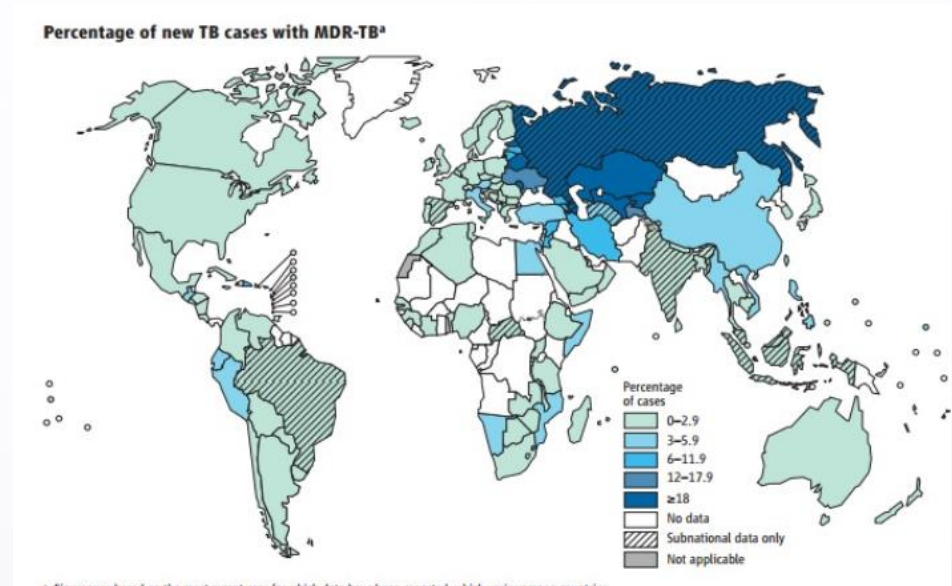 Percentage of new TB cases with MDR-TBª
Percentage
of cases
0–2.9
3–5.9
6–11.9
12–17.9
≥18
No data
Subnational data only
Not applicable